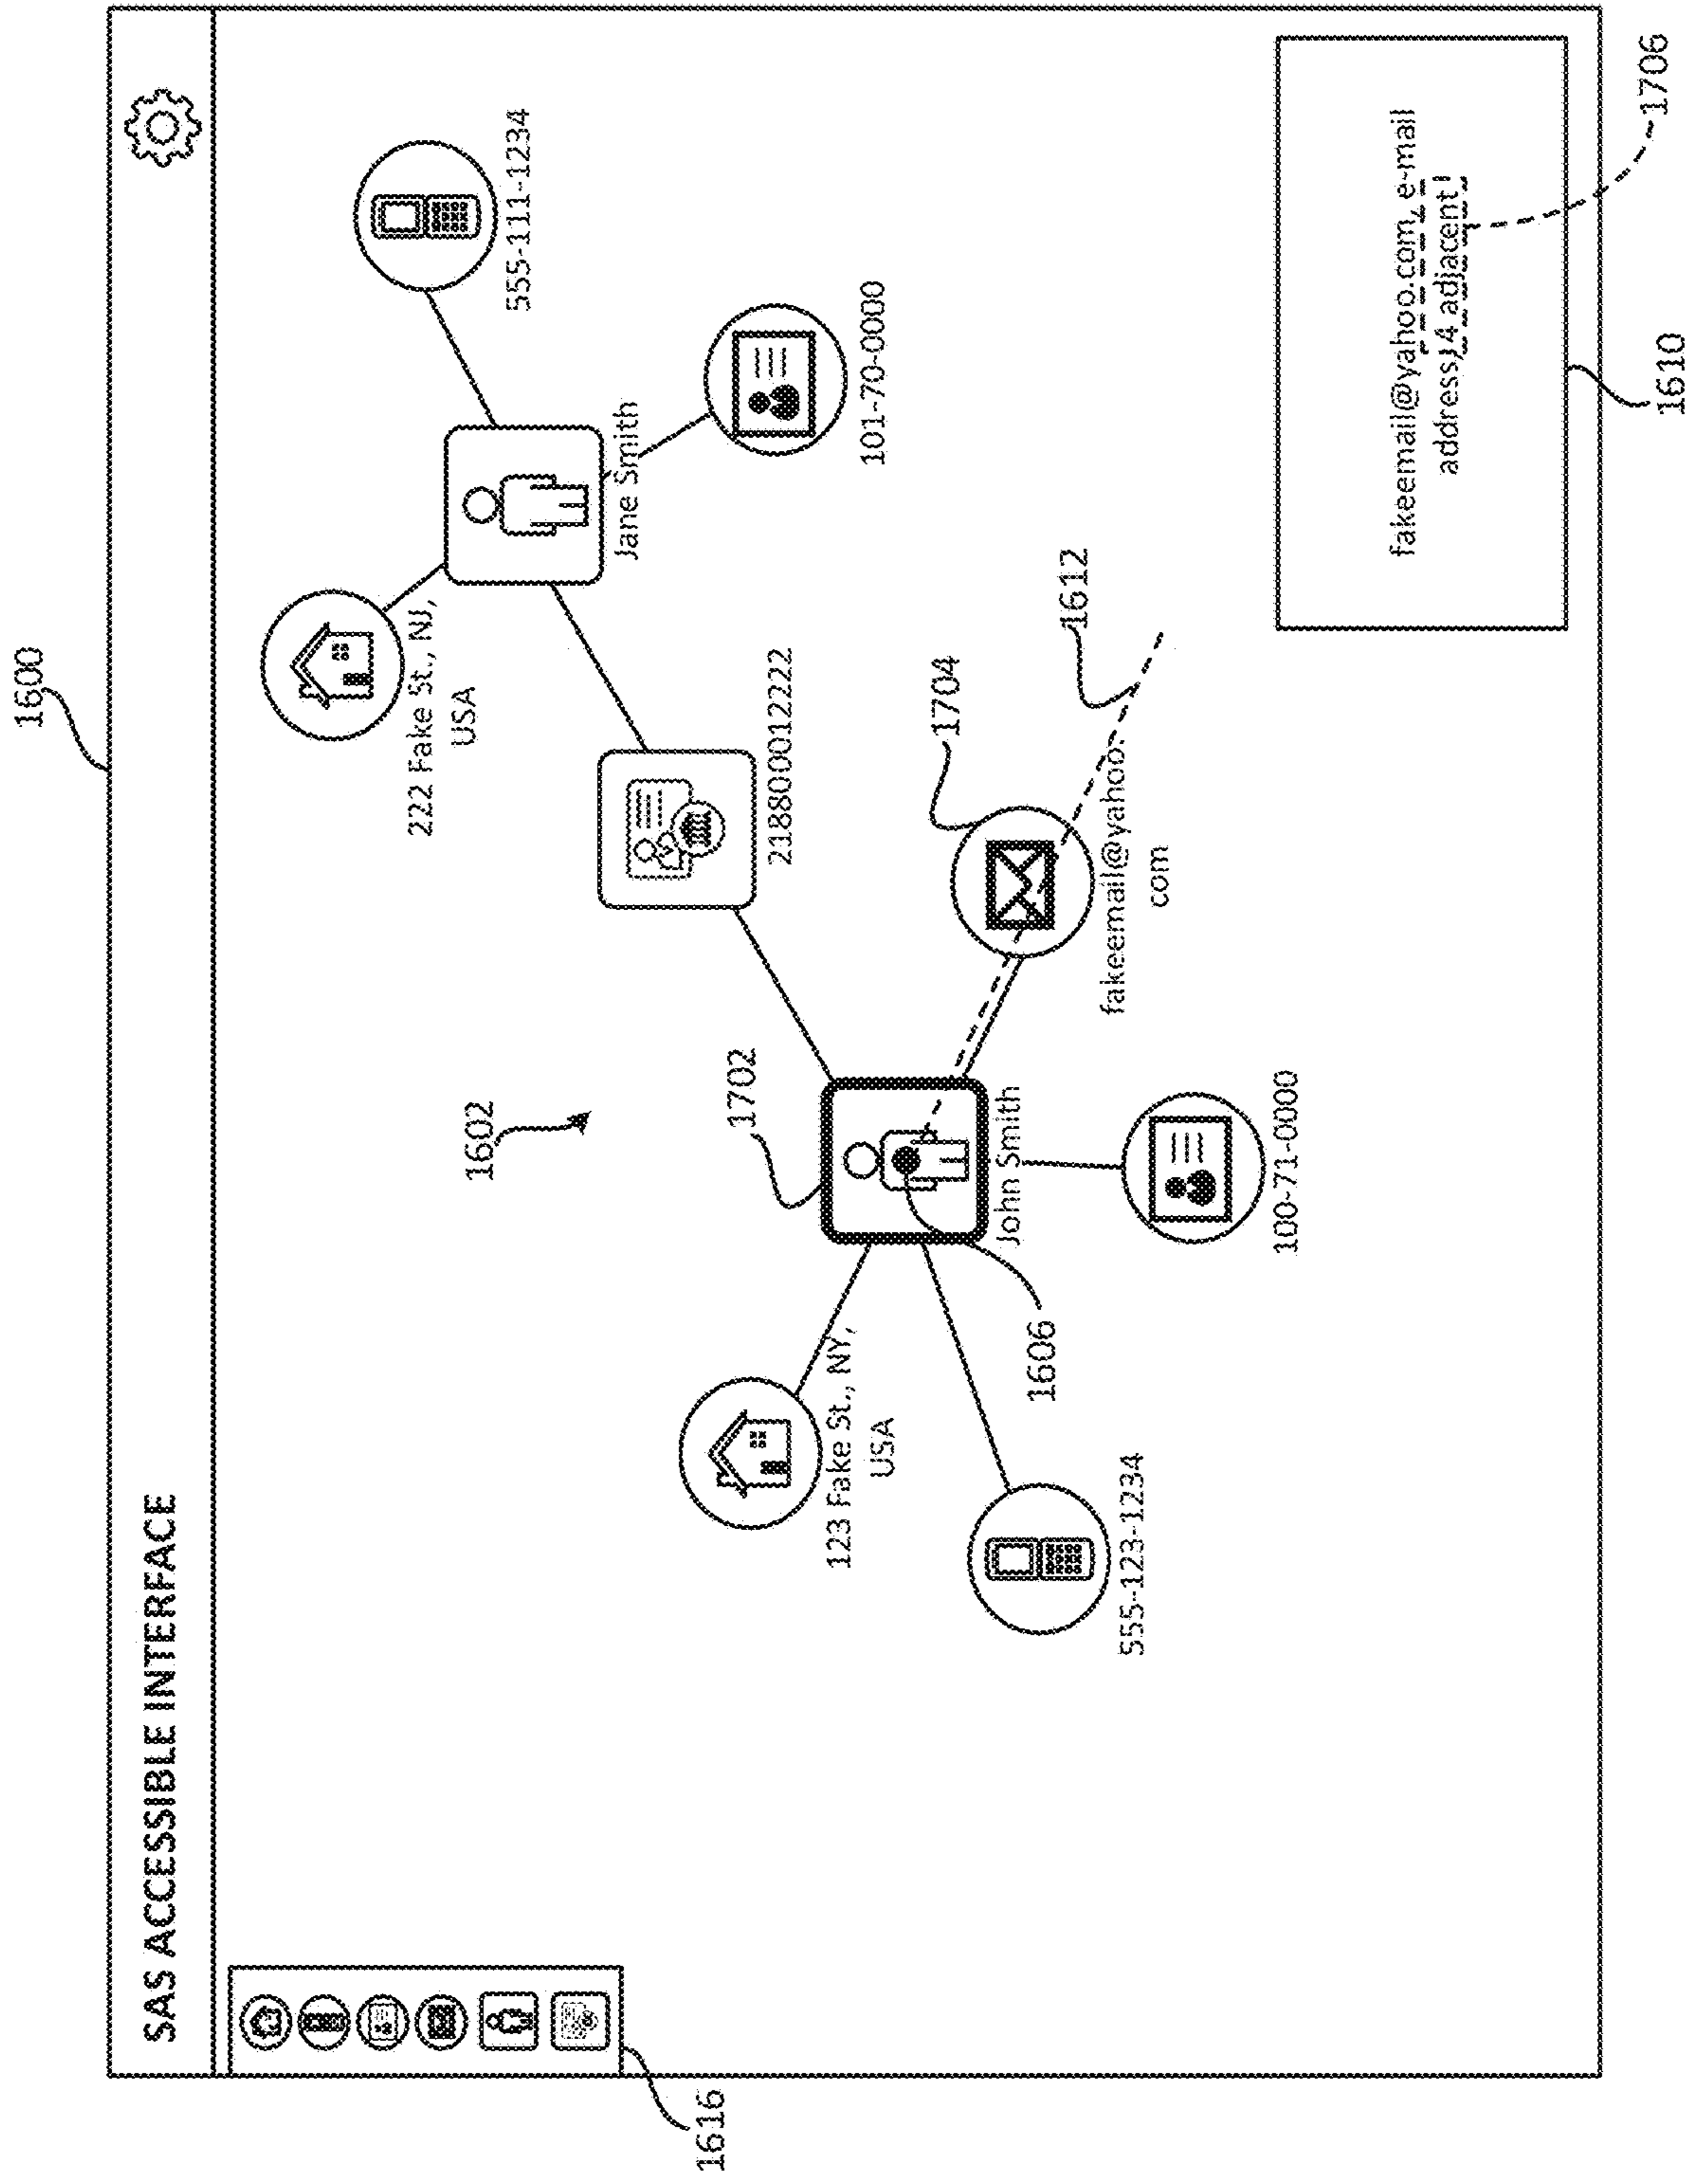 1600
SAS ACCESSIBLE INTERFACE
1616
1602
222 Fake St., NJ,
USA
555-111-1234
Jane Smith
101-70-0000
21880012222
1702
John Smith
123 Fake St., NY,
USA
555-123-1234
1606
100-71-0000
1704
fakeemail@yahoo.
com
1612
fakeemail@yahoo.com, e-mail
address, 4 adjacent
1706
1610